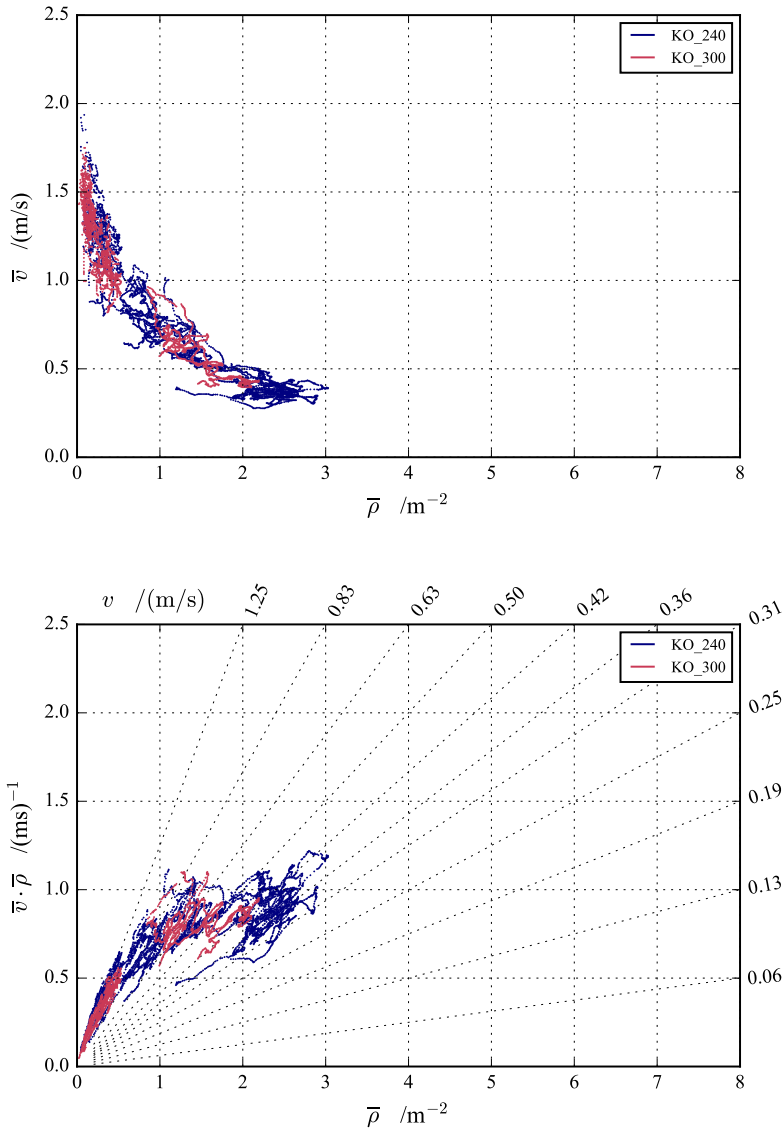 2.5
KO_240
KO_300
2.0
1.5
1.0
0.5
0.0
v̅ /(m/s)
0 1 2 3 4 5 6 7 8
ρ̅ /m⁻²
v /(m/s) 1.25 0.83 0.63 0.50 0.42 0.36 0.31
2.5
KO_240
KO_300
0.25
2.0
0.19
1.5
0.13
1.0
0.06
0.5
0.0
v̅ · ρ̅ /(ms)⁻¹
0 1 2 3 4 5 6 7 8
ρ̅ /m⁻²